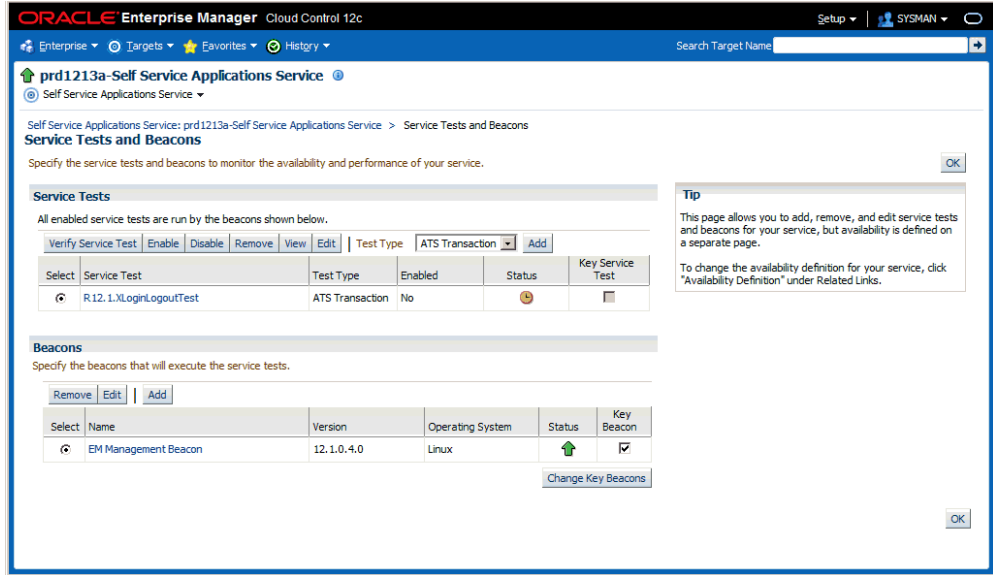 ORACLE Enterprise Manager Cloud Control 12c
Setup SYSMAN
Enterprise Targets Favorites History Search Target Name
prd1213a-Self Service Applications Service
Self Service Applications Service
Self Service Applications Service: prd1213a-Self Service Applications Service > Service Tests and Beacons
Service Tests and Beacons
Specify the service tests and beacons to monitor the availability and performance of your service.
OK
Service Tests
All enabled service tests are run by the beacons shown below.
Verify Service Test Enable Disable Remove View Edit Test Type ATS Transaction Add
Select Service Test Test Type Enabled Status Key Service Test
R12.1.XLoginLogoutTest ATS Transaction No
Tip
This page allows you to add, remove, and edit service tests
and beacons for your service, but availability is defined on
a separate page.
To change the availability definition for your service, click
"Availability Definition" under Related Links.
Beacons
Specify the beacons that will execute the service tests.
Remove Edit Add
Select Name Version Operating System Status Key Beacon
EM Management Beacon 12.1.0.4.0 Linux
Change Key Beacons
OK